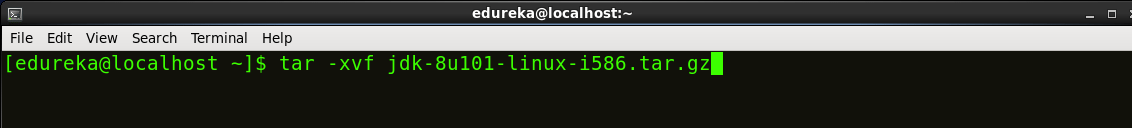 edureka@localhost:~
File Edit View Search Terminal Help
[edureka@localhost ~]$ tar -xvf jdk-8u101-linux-i586.tar.gz